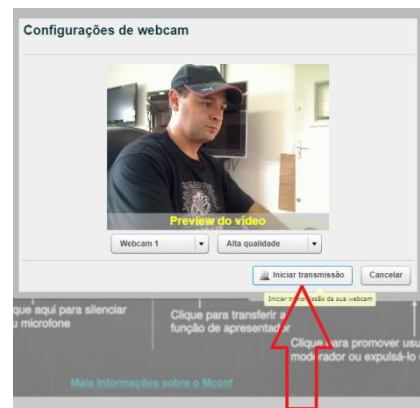 Configurações de webcam
Preview do vídeo
Webcam 1
Alta qualidade
Iniciar transmissão
Cancelar
Iniciar transmissão da sua webcam
que aqui para silenciar
microfone
Clique para transferir a
função de apresentador
Clique para promover usu
moderador ou expulsá-lo
Mais Informações sobre o Mconf